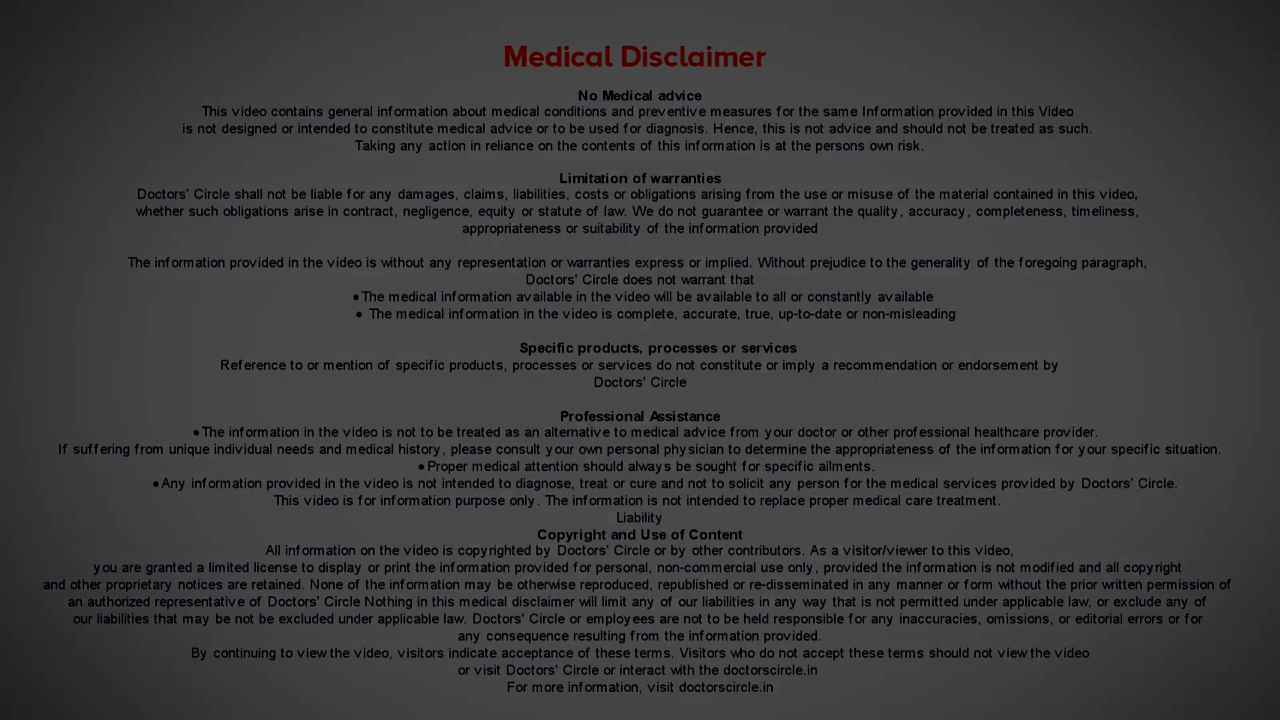 Medical Disclaimer
No Medical advice
This video contains general information about medical conditions and preventive measures for the same Information provided in this Video
is not designed or intended to constitute medical advice or to be used for diagnosis. Hence, this is not advice and should not be treated as such.
Taking any action in reliance on the contents of this information is at the persons own risk.
Limitation of warranties
Doctors' Circle shall not be liable for any damages, claims, liabilities, costs or obligations arising from the use or misuse of the material contained in this video,
whether such obligations arise in contract, negligence, equity or statute of law. We do not guarantee or warrant the quality, accuracy, completeness, timeliness,
appropriateness or suitability of the information provided
The information provided in the video is without any representation or warranties express or implied. Without prejudice to the generality of the foregoing paragraph,
Doctors' Circle does not warrant that
•The medical information available in the video will be available to all or constantly available
• The medical information in the video is complete, accurate, true, up-to-date or non-misleading
Specific products, processes or services
Reference to or mention of specific products, processes or services do not constitute or imply a recommendation or endorsement by
Doctors' Circle
Professional Assistance
•The information in the video is not to be treated as an alternative to medical advice from your doctor or other professional healthcare provider.
If suffering from unique individual needs and medical history, please consult your own personal physician to determine the appropriateness of the information for your specific situation.
•Proper medical attention should always be sought for specific ailments.
•Any information provided in the video is not intended to diagnose, treat or cure and not to solicit any person for the medical services provided by Doctors' Circle.
This video is for information purpose only. The information is not intended to replace proper medical care treatment.
Liability
Copyright and Use of Content
All information on the video is copyrighted by Doctors' Circle or by other contributors. As a visitor/viewer to this video,
you are granted a limited license to display or print the information provided for personal, non-commercial use only, provided the information is not modified and all copyright
and other proprietary notices are retained. None of the information may be otherwise reproduced, republished or re-disseminated in any manner or form without the prior written permission of
an authorized representative of Doctors' Circle Nothing in this medical disclaimer will limit any of our liabilities in any way that is not permitted under applicable law, or exclude any of
our liabilities that may be not be excluded under applicable law. Doctors' Circle or employees are not to be held responsible for any inaccuracies, omissions, or editorial errors or for
any consequence resulting from the information provided.
By continuing to view the video, visitors indicate acceptance of these terms. Visitors who do not accept these terms should not view the video
or visit Doctors' Circle or interact with the doctorscircle.in
For more information, visit doctorscircle.in